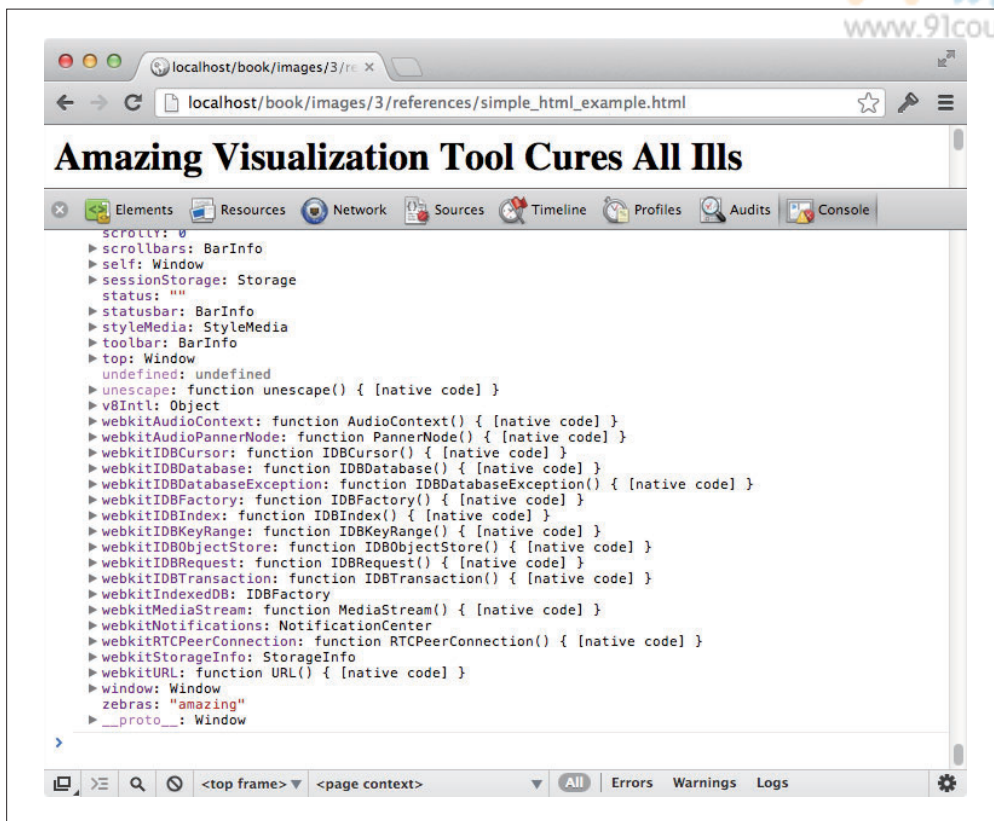 www.91cou
localhost/book/images/3/re ×
localhost/book/images/3/references/simple_html_example.html
Amazing Visualization Tool Cures All Ills
Elements Resources Network Sources Timeline Profiles Audits Console
scrollY: 0
scrollbars: BarInfo
self: Window
sessionStorage: Storage
status: ""
statusbar: BarInfo
styleMedia: StyleMedia
toolbar: BarInfo
top: Window
undefined: undefined
unescape: function unescape() { [native code] }
v8Intl: Object
webkitAudioContext: function AudioContext() { [native code] }
webkitAudioPannerNode: function PannerNode() { [native code] }
webkitIDBCursor: function IDBCursor() { [native code] }
webkitIDBDatabase: function IDBDatabase() { [native code] }
webkitIDBDatabaseException: function IDBDatabaseException() { [native code] }
webkitIDBFactory: function IDBFactory() { [native code] }
webkitIDBIndex: function IDBIndex() { [native code] }
webkitIDBKeyRange: function IDBKeyRange() { [native code] }
webkitIDBObjectStore: function IDBObjectStore() { [native code] }
webkitIDBRequest: function IDBRequest() { [native code] }
webkitIDBTransaction: function IDBTransaction() { [native code] }
webkitIndexedDB: IDBFactory
webkitMediaStream: function MediaStream() { [native code] }
webkitNotifications: NotificationCenter
webkitRTCPeerConnection: function RTCPeerConnection() { [native code] }
webkitStorageInfo: StorageInfo
webkitURL: function URL() { [native code] }
window: Window
zebras: "amazing"
__proto__: Window
<top frame> <page context> All Errors Warnings Logs